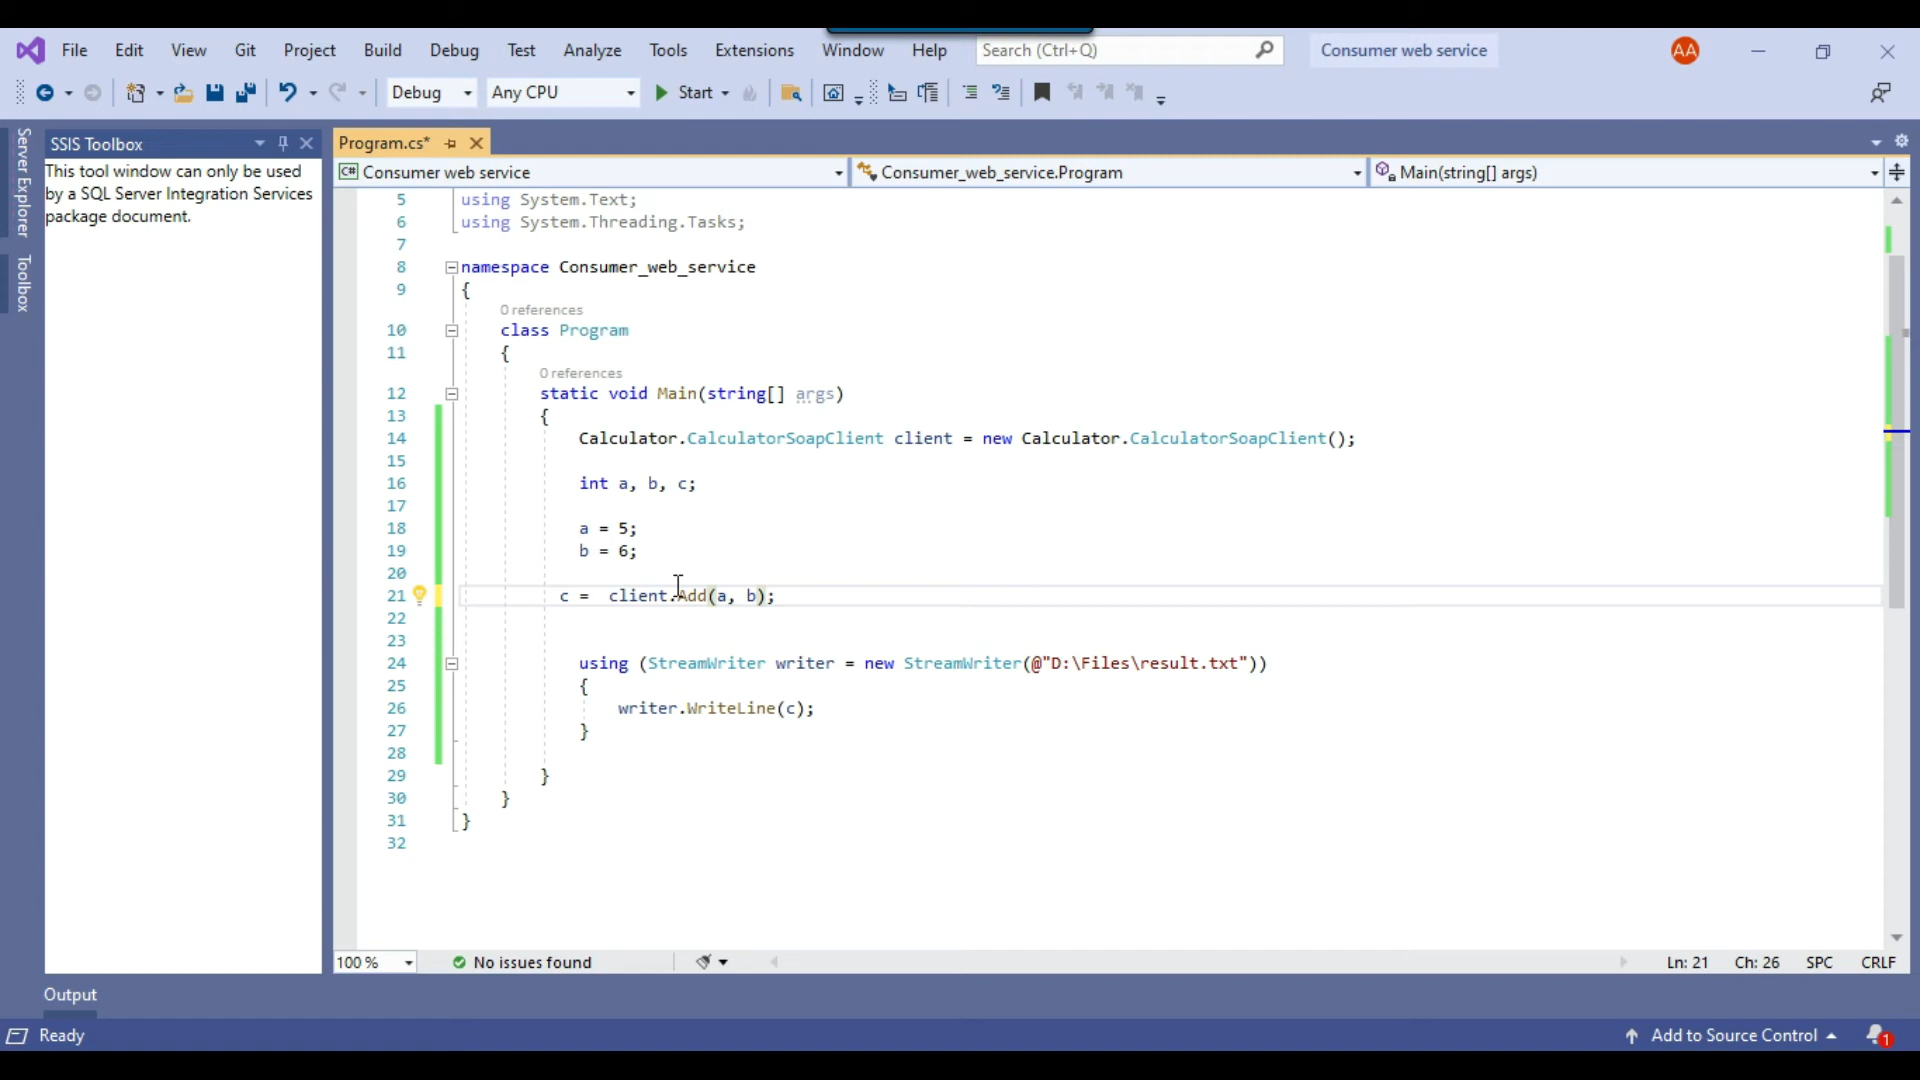 File Edit View Git Project Build Debug Test Analyze Tools Extensions Window Help Search (Ctrl+Q) Consumer web service AA
Debug Any CPU Start
Server Explorer
Toolbox
SSIS Toolbox
This tool window can only be used
by a SQL Server Integration Services
package document.
Program.cs*
C# Consumer web service Consumer_web_service.Program Main(string[] args)
5 using System.Text;
6 using System.Threading.Tasks;
7
8 namespace Consumer_web_service
9 {
0 references
10 class Program
11 {
0 references
12 static void Main(string[] args)
13 {
14 Calculator.CalculatorSoapClient client = new Calculator.CalculatorSoapClient();
15
16 int a, b, c;
17
18 a = 5;
19 b = 6;
20
21 c =  client.Add(a, b);
22
23
24 using (StreamWriter writer = new StreamWriter(@"D:\Files\result.txt"))
25 {
26 writer.WriteLine(c);
27 }
28
29 }
30 }
31 }
32
100 % No issues found Ln: 21 Ch: 26 SPC CRLF
Output
Ready Add to Source Control 1